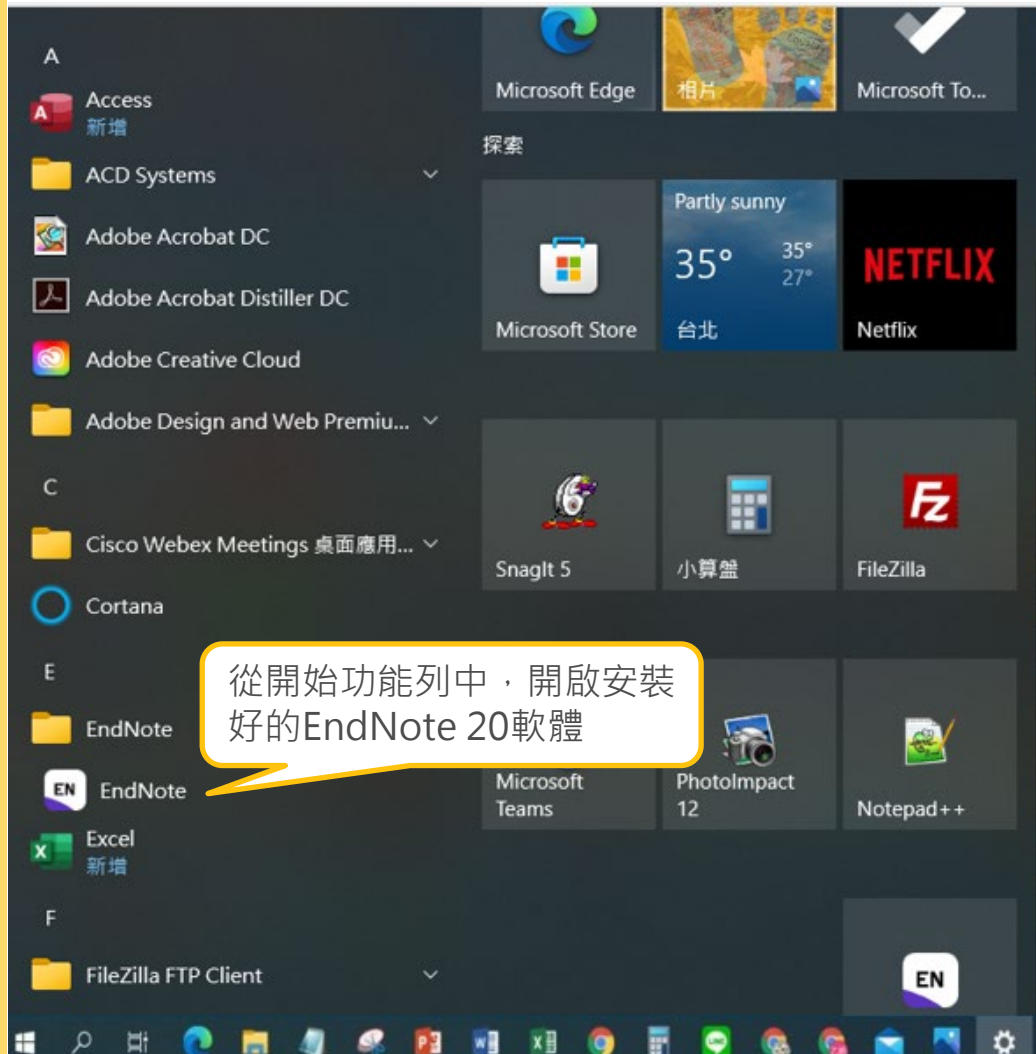 A
Access
新增
ACD Systems
Adobe Acrobat DC
Adobe Acrobat Distiller DC
Adobe Creative Cloud
Adobe Design and Web Premiu...
C
Cisco Webex Meetings 桌面應用...
Cortana
E
EndNote
EN EndNote
Excel
新增
F
FileZilla FTP Client
Microsoft Edge
相片
Microsoft To...
探索
Microsoft Store
Partly sunny
35°
35°
27°
台北
NETFLIX
Netflix
SnagIt 5
小算盤
Fz
FileZilla
從開始功能列中，開啟安裝
好的EndNote 20軟體
Microsoft
Teams
PhotoImpact
12
Notepad++
EN